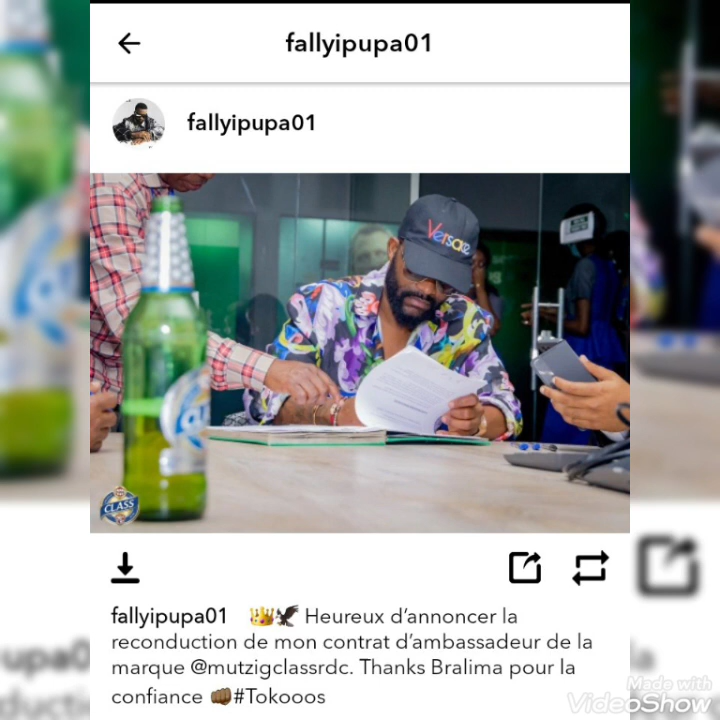 fallyipupa01
fallyipupa01
Versace
CLASS
fallyipupa01 👑🦅 Heureux d’annoncer la
reconduction de mon contrat d’ambassadeur de la
marque @mutzigclassrdc. Thanks Bralima pour la
confiance 👊🏾#Tokooos
Made with
VideoShow